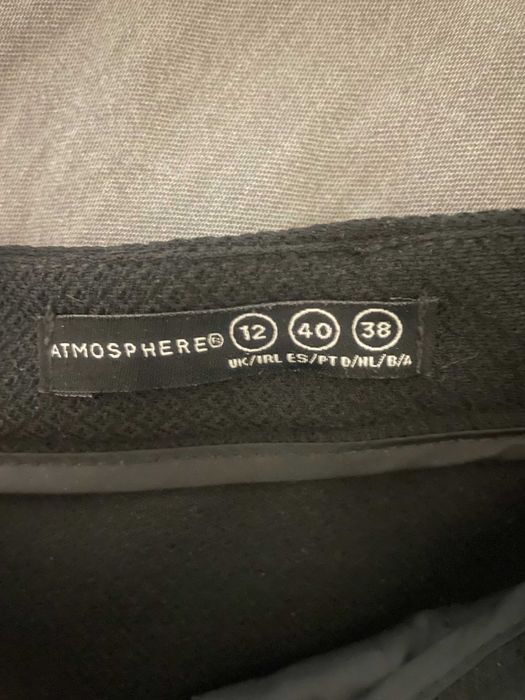 ATMOSPHERE® 12 40 38
UK/IRL ES/PT D/NL/B/A